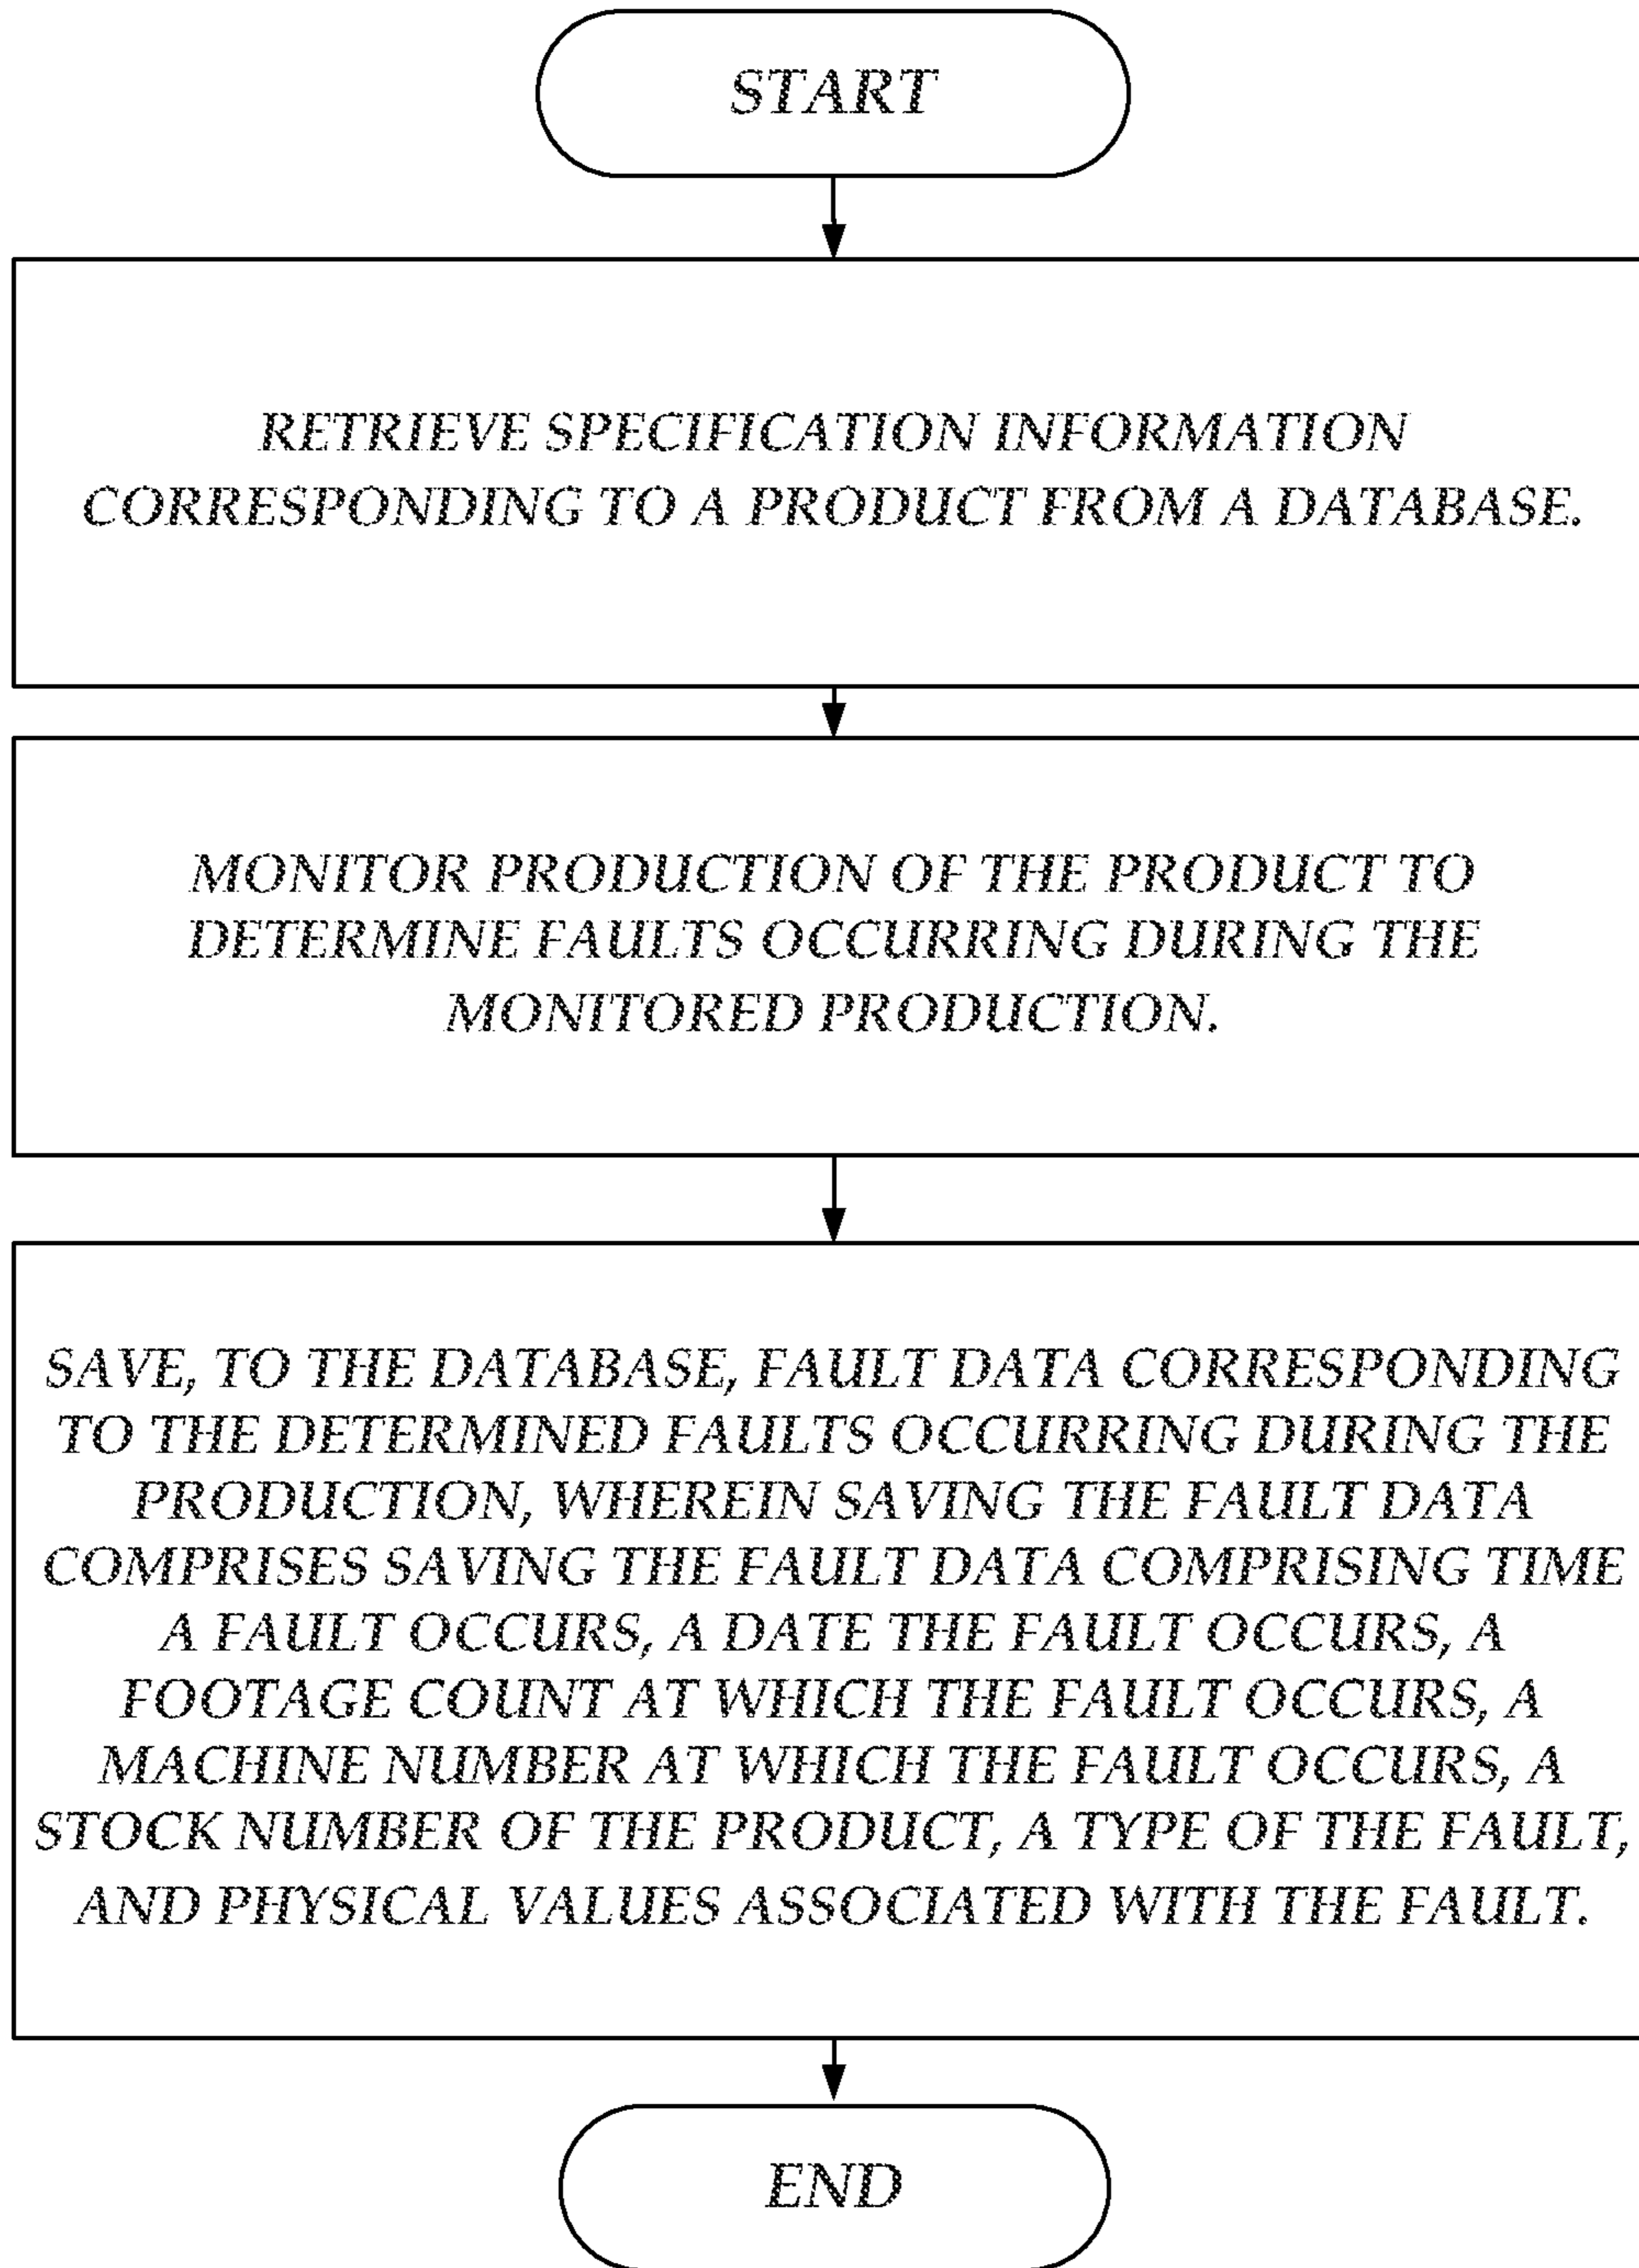 START
RETRIEVE SPECIFICATION INFORMATION
CORRESPONDING TO A PRODUCT FROM A DATABASE.
MONITOR PRODUCTION OF THE PRODUCT TO
DETERMINE FAULTS OCCURRING DURING THE
MONITORED PRODUCTION.
SAVE, TO THE DATABASE, FAULT DATA CORRESPONDING
TO THE DETERMINED FAULTS OCCURRING DURING THE
PRODUCTION, WHEREIN SAVING THE FAULT DATA
COMPRISES SAVING THE FAULT DATA COMPRISING TIME
A FAULT OCCURS, A DATE THE FAULT OCCURS, A
FOOTAGE COUNT AT WHICH THE FAULT OCCURS, A
MACHINE NUMBER AT WHICH THE FAULT OCCURS, A
STOCK NUMBER OF THE PRODUCT, A TYPE OF THE FAULT,
AND PHYSICAL VALUES ASSOCIATED WITH THE FAULT.
END